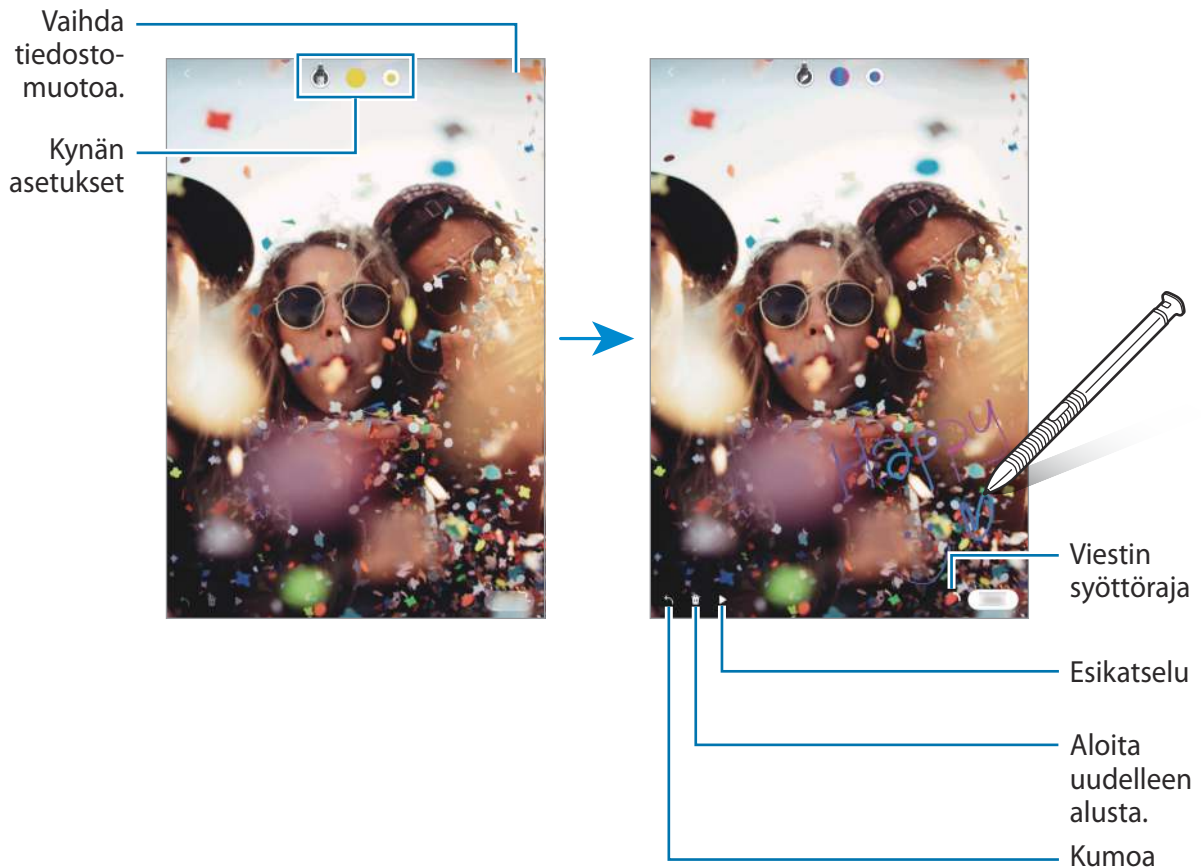 Vaihda
tiedosto-
muotoa.
Kynän
asetukset
Happy
Viestin
syöttöraja
Esikatselu
Aloita
uudelleen
alusta.
Kumoa